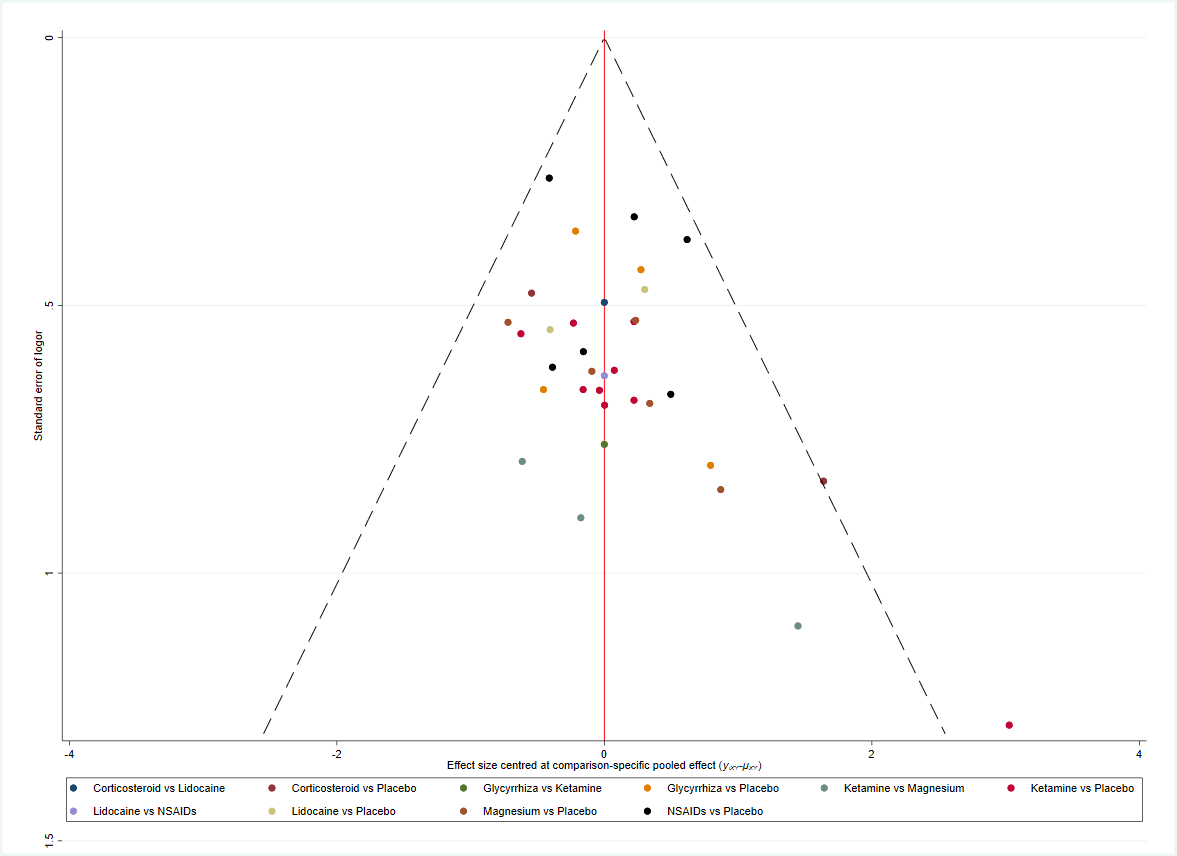 0
.5
1
1.5
Standard error of logor
-4 -2 0 2 4
Effect size centred at comparison-specific pooled effect (yᵢₓᵧ-μₓᵧ)
Corticosteroid vs Lidocaine Corticosteroid vs Placebo Glycyrrhiza vs Ketamine Glycyrrhiza vs Placebo Ketamine vs Magnesium Ketamine vs Placebo
Lidocaine vs NSAIDs Lidocaine vs Placebo Magnesium vs Placebo NSAIDs vs Placebo